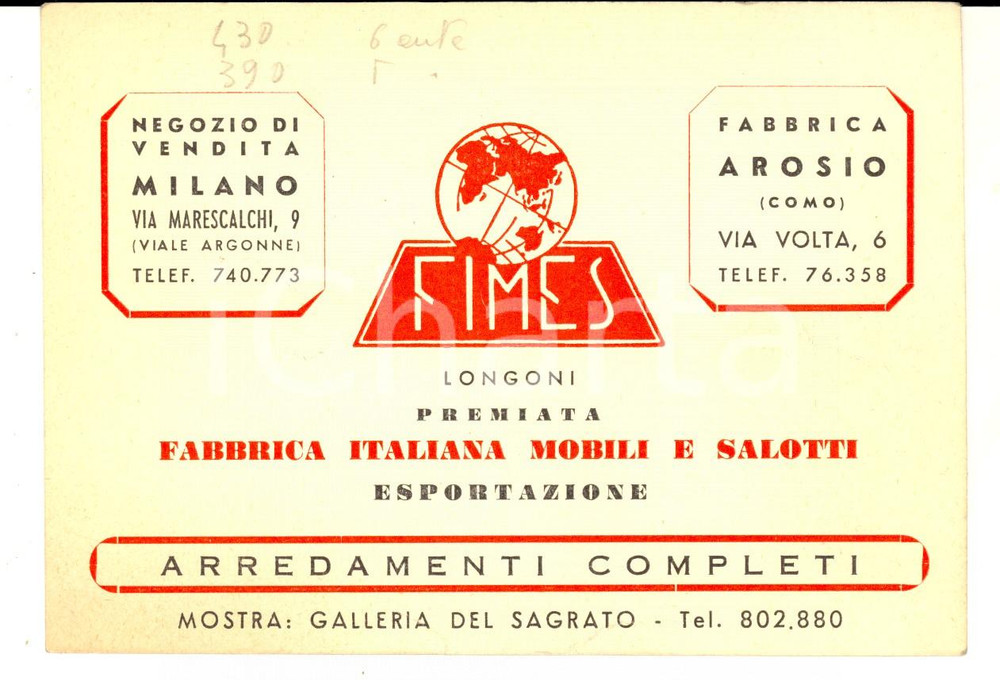 430
390
NEGOZIO DI
VENDITA
MILANO
VIA MARESCALCHI, 9
(VIALE ARGONNE)
TELEF. 740.773
FIMES
FABBRICA
AROSIO
(COMO)
VIA VOLTA, 6
TELEF. 76.358
LONGONI
PREMIATA
FABBRICA ITALIANA MOBILI E SALOTTI
ESPORTAZIONE
ARREDAMENTI COMPLETI
MOSTRA: GALLERIA DEL SAGRATO - Tel. 802.880
iCharta